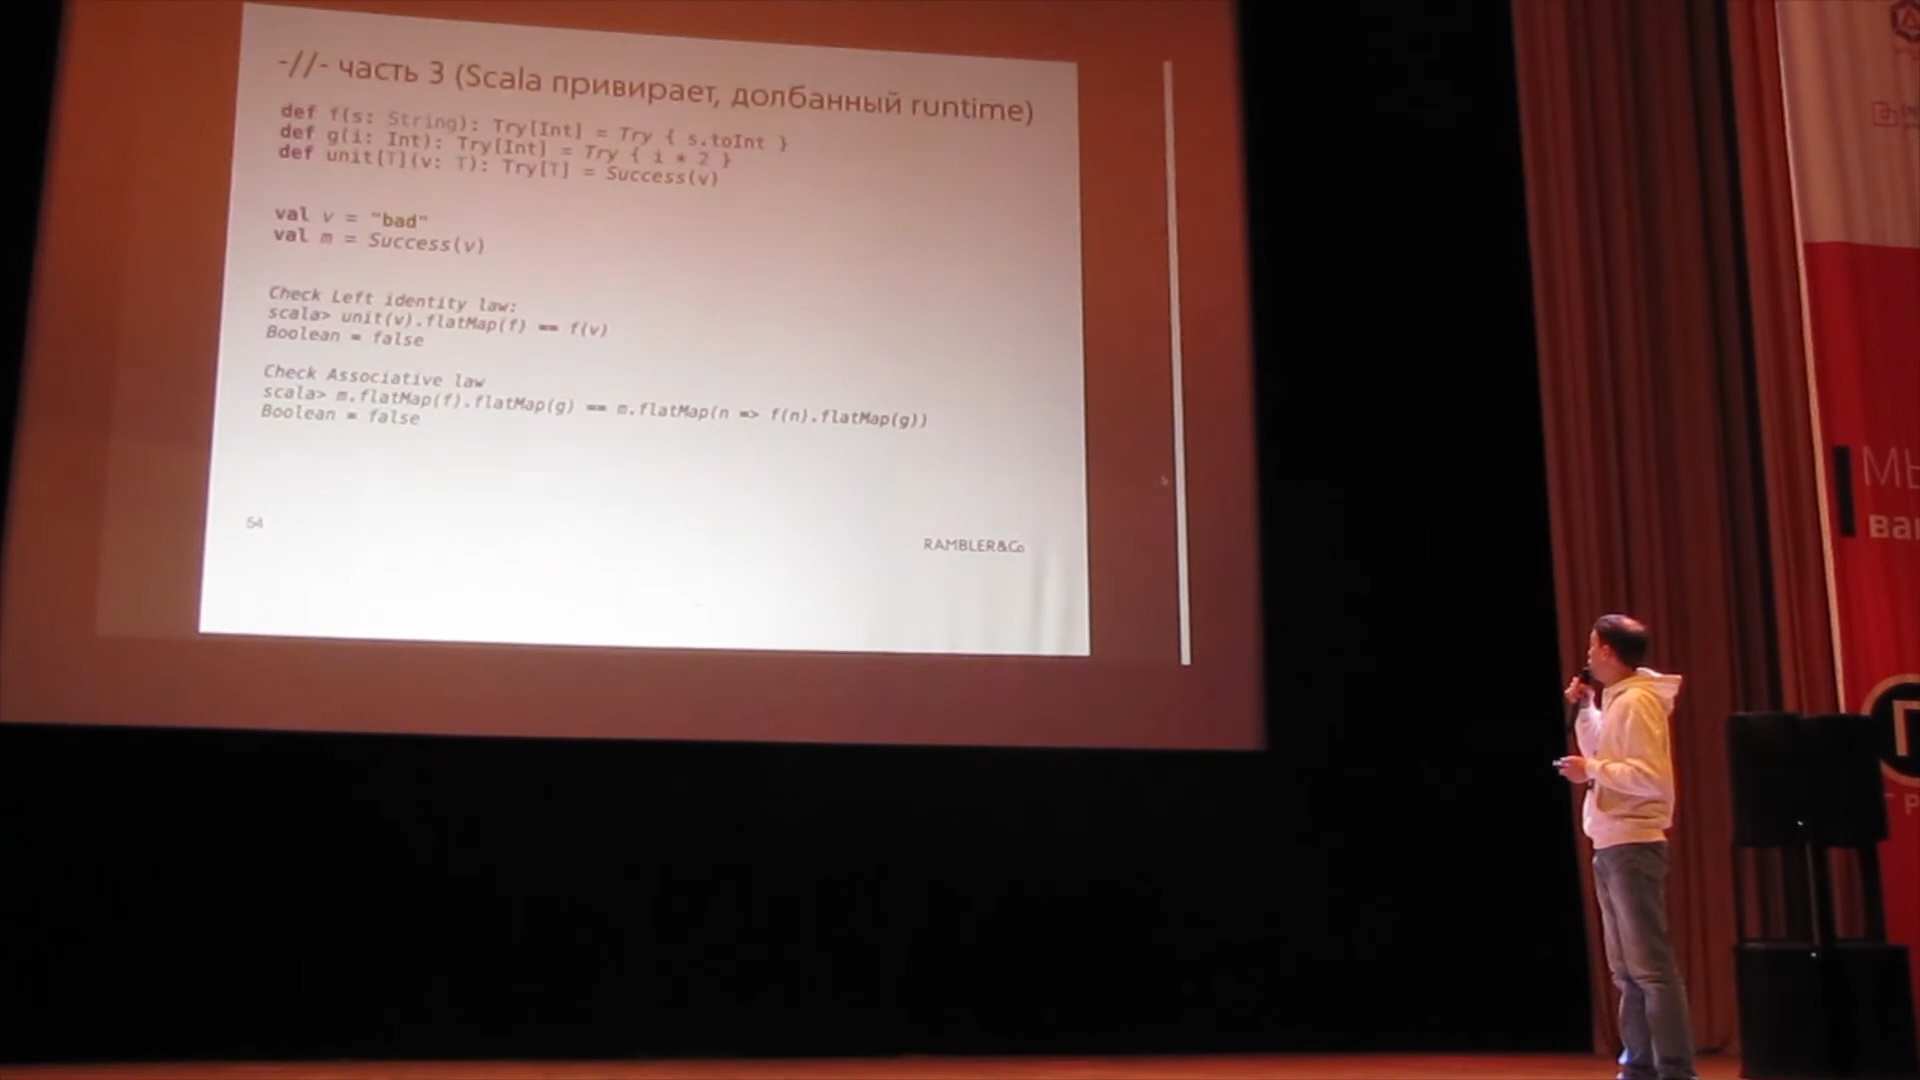 -//- часть 3 (Scala привирает, долбанный runtime)
def f(s: String): Try[Int] = Try { s.toInt }
def g(i: Int): Try[Int] = Try { i * 2 }
def unit[T](v: T): Try[T] = Success(v)
val v = "bad"
val m = Success(v)
Check Left identity law:
scala> unit(v).flatMap(f) == f(v)
Boolean = false
Check Associative law
scala> m.flatMap(f).flatMap(g) == m.flatMap(n => f(n).flatMap(g))
Boolean = false
54
RAMBLER&Co